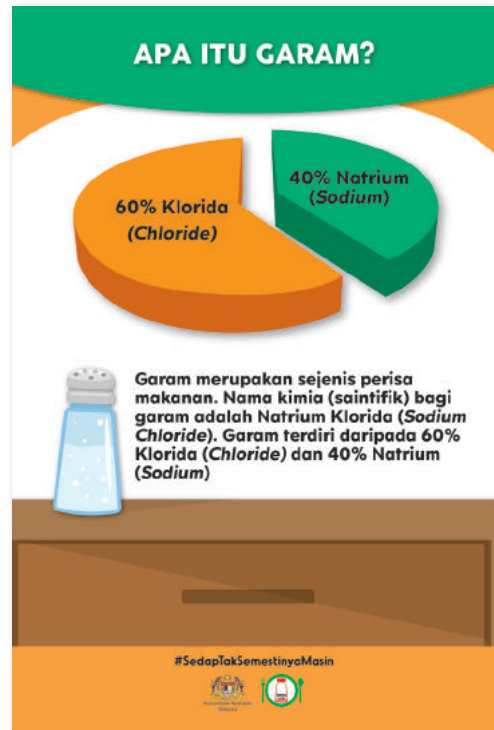 APA ITU GARAM?
60% Klorida
(Chloride)
40% Natrium
(Sodium)
Garam merupakan sejenis perisa
makanan. Nama kimia (saintifik) bagi
garam adalah Natrium Klorida (Sodium
Chloride). Garam terdiri daripada 60%
Klorida (Chloride) dan 40% Natrium
(Sodium)
#SedapTakSemestinyaMasin